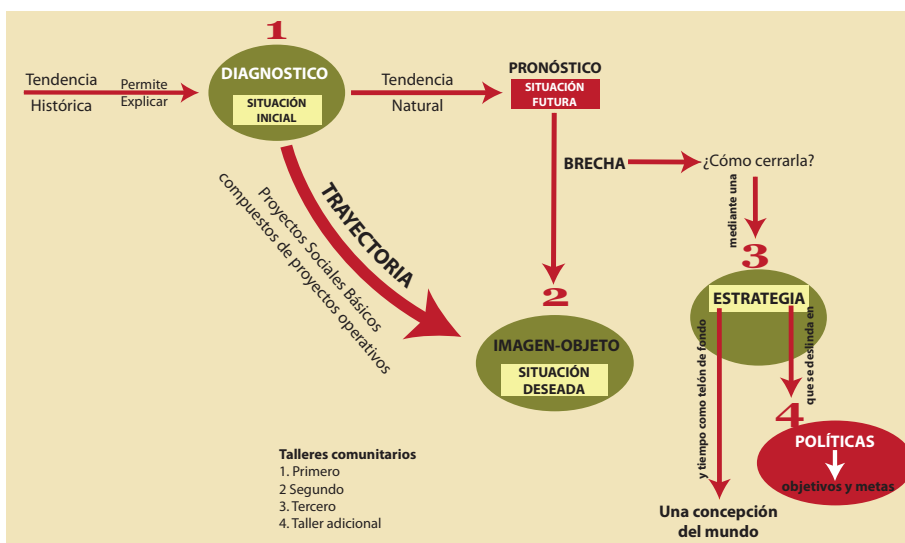 1
DIAGNOSTICO
SITUACIÓN
INICIAL
Tendencia
Histórica
Permite
Explicar
Tendencia
Natural
PRONÓSTICO
SITUACIÓN
FUTURA
BRECHA
¿Cómo cerrarla?
mediante una
TRAYECTORIA
Proyectos Sociales Básicos
compuestos de proyectos operativos
2
IMAGEN-OBJETO
SITUACIÓN
DESEADA
3
ESTRATEGIA
y tiempo como telón de fondo
que se deslinda en
4
POLÍTICAS
objetivos y metas
Una concepción
del mundo
Talleres comunitarios
1. Primero
2 Segundo
3. Tercero
4. Taller adicional